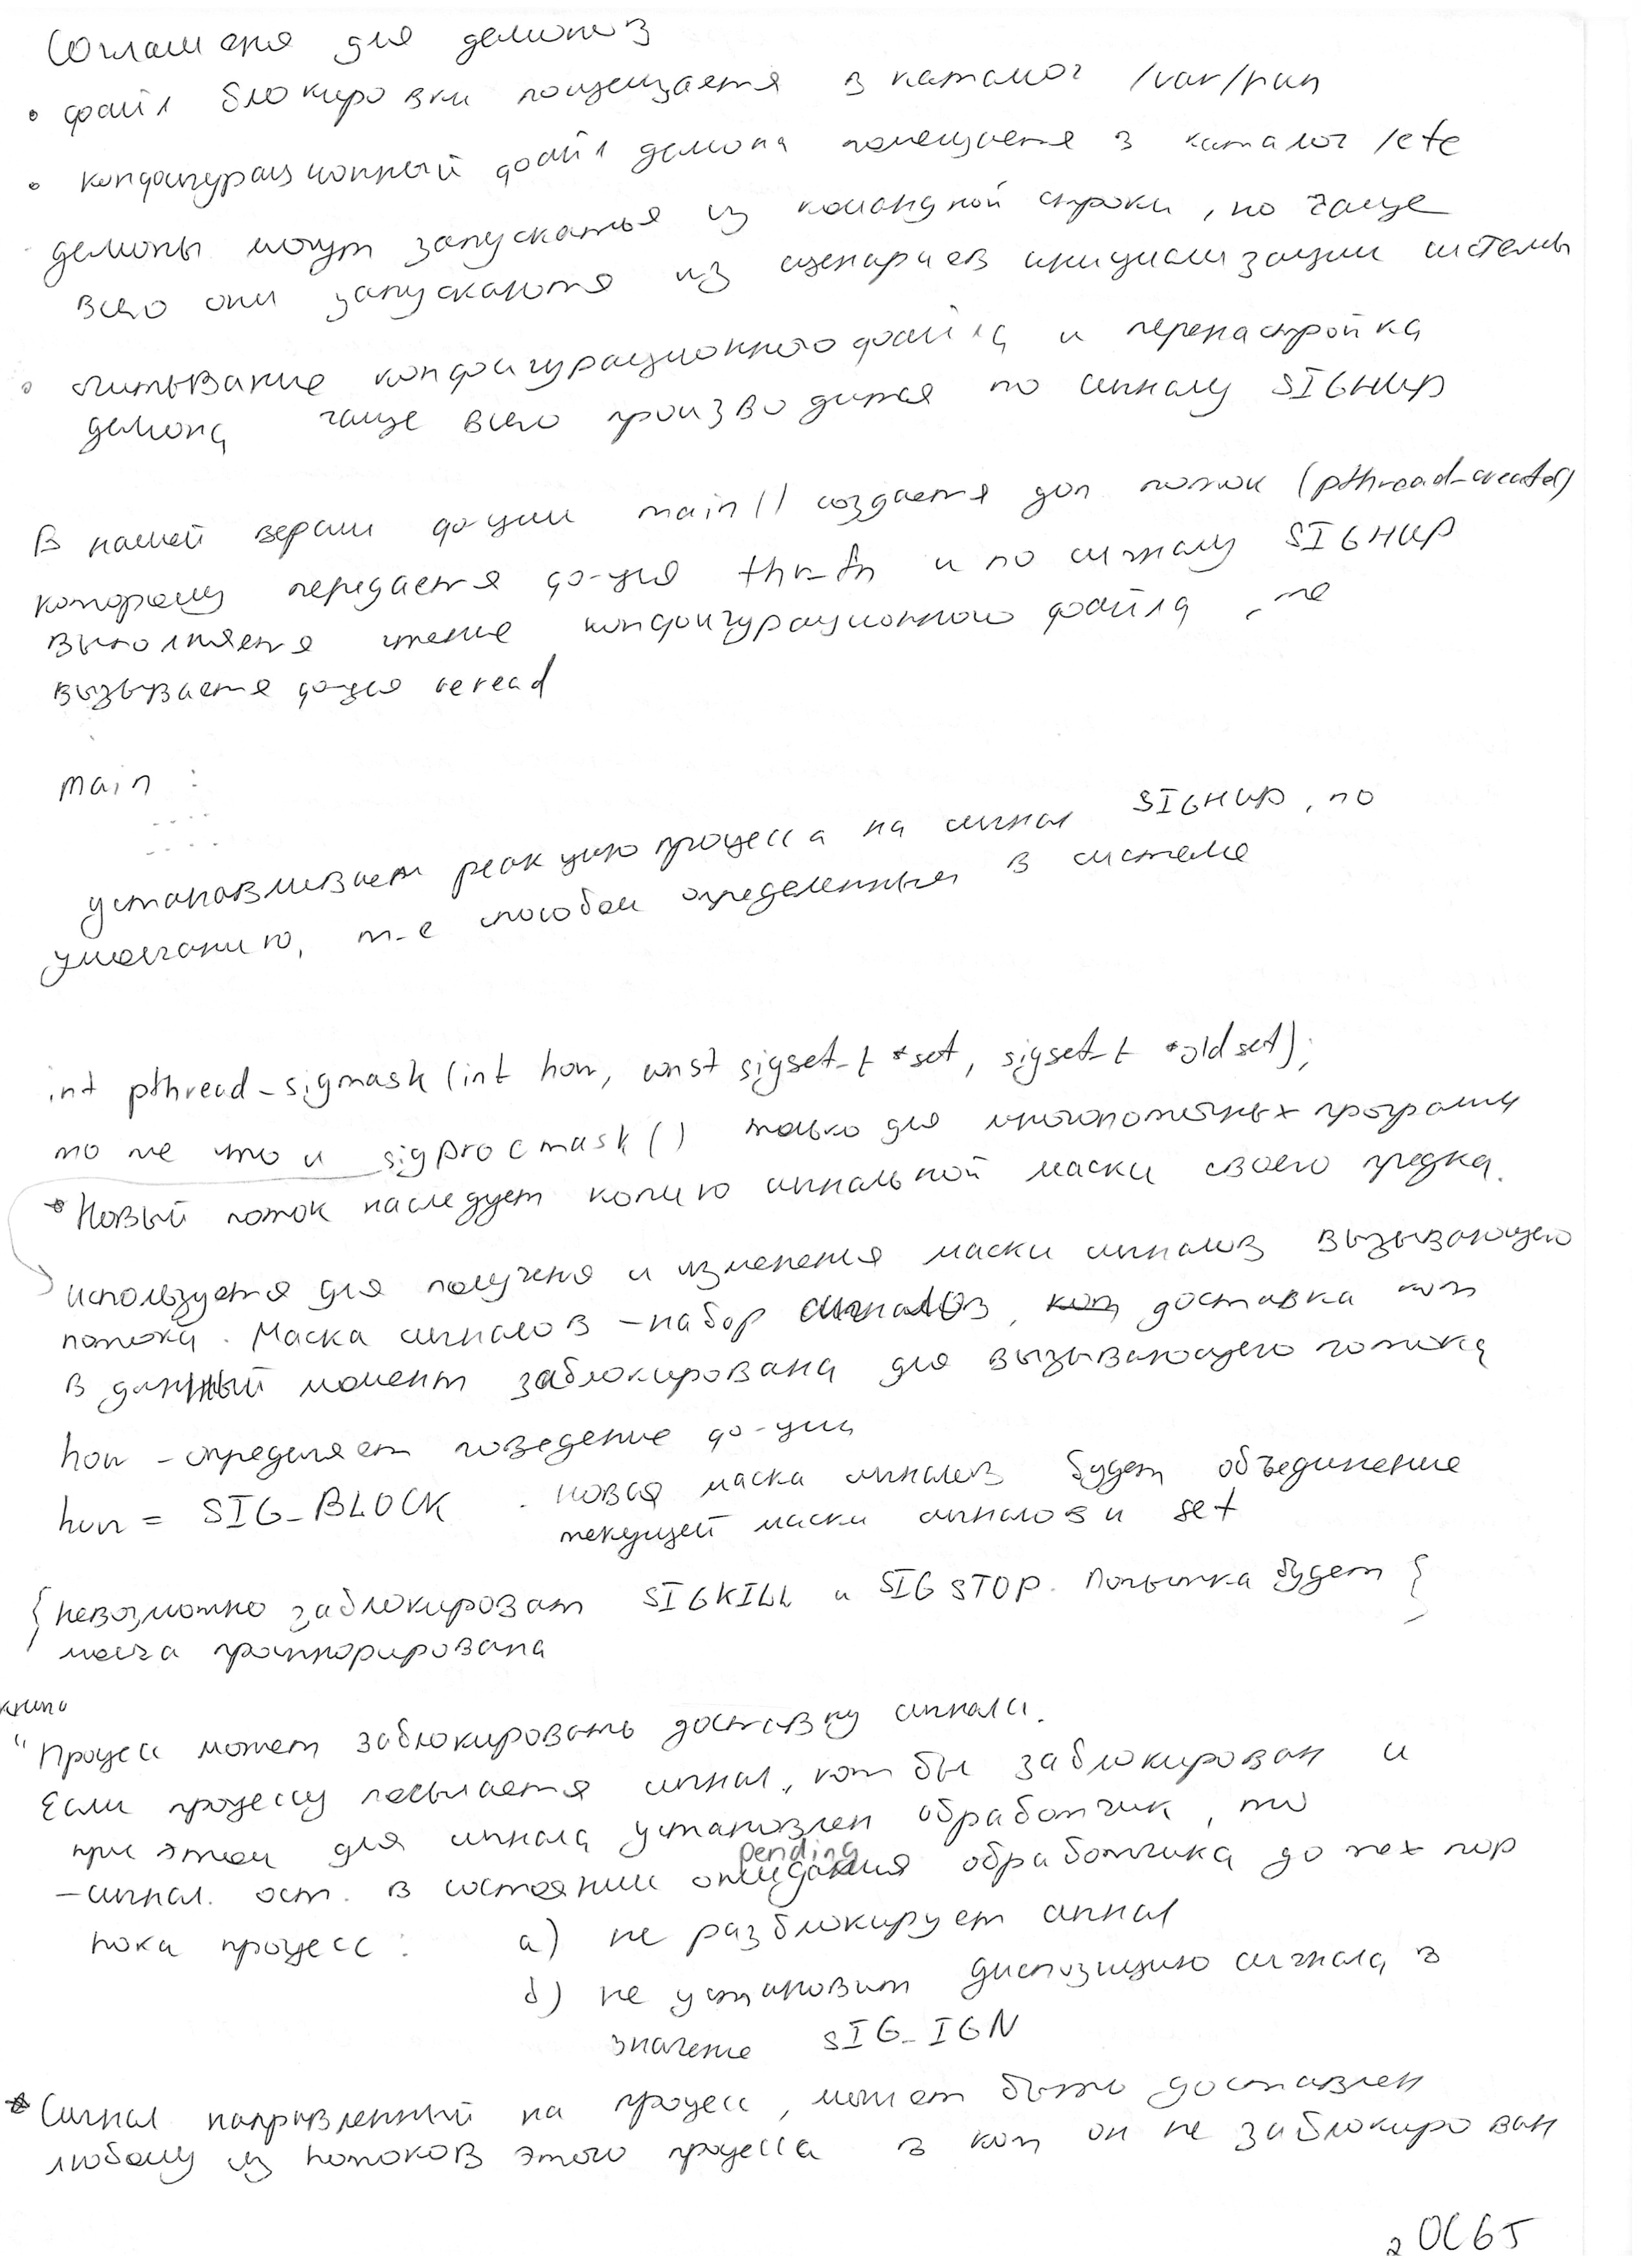 Соглашения для демонов
• файл блокировки помещается в каталог /var/run
• конфигурационный файл демона помещается в каталог /etc
- демоны могут запускаться из командной строки, но чаще
всего они запускаются из сценариев инициализации системы
• считывание конфигурационного файла и перенастройка
демона чаще всего производится по сигналу SIGHUP
В нашей версии ф-ции main() создается доп поток (pthread_create())
которому передается ф-ция thr_fn и по сигналу SIGHUP
выполняется чтение конфигурационного файла, те
вызывается ф-ция reread
main :
....
....
устанавливаем реакцию процесса на сигнал SIGHUP, по
умолчанию, т-е способом определенным в системе
int pthread_sigmask (int how, const sigset_t *set, sigset_t *oldset);
то же что и sigprocmask() только для многопоточных программ
* Новый поток наследует копию сигнальной маски своего предка.
используется для получения и изменения маски сигналов вызывающего
потока. Маска сигналов – набор сигналов, доставка кот
в данный момент заблокирована для вызывающего потока
how – определяет поведение ф-ции
how = SIG_BLOCK . новая маска сигналов будет объединение
текущей маски сигналов и set
{ невозможно заблокировать SIGKILL и SIGSTOP. Попытка будет }
молча проигнорирована
книга
"Процесс может заблокировать доставку сигнала.
Если процессу посылается сигнал, кот бы заблокирован и
при этом для сигнала установлен обработчик, то
pending
– сигнал. ост. в состоянии ожидания обработчика до тех пор
пока процесс: а) не разблокирует сигнал
б) не установит диспозицию сигнала в
значение SIG_IGN
* Сигнал направленный на процесс, может быть доставлен
любому из потоков этого процесса в кот он не заблокирован
2 ОС65